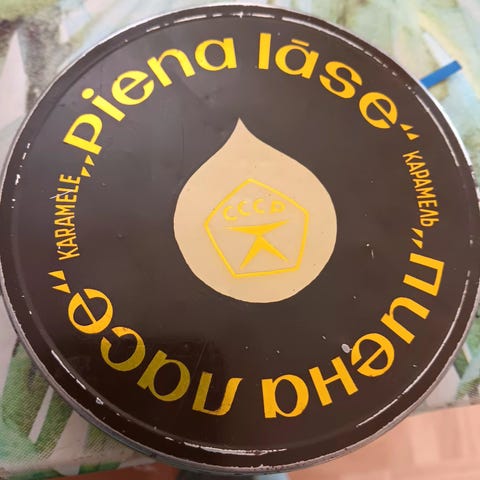 KARAMELE
„piena lāse“
КАРАМЕЛЬ
„пиена ласе“
СССР